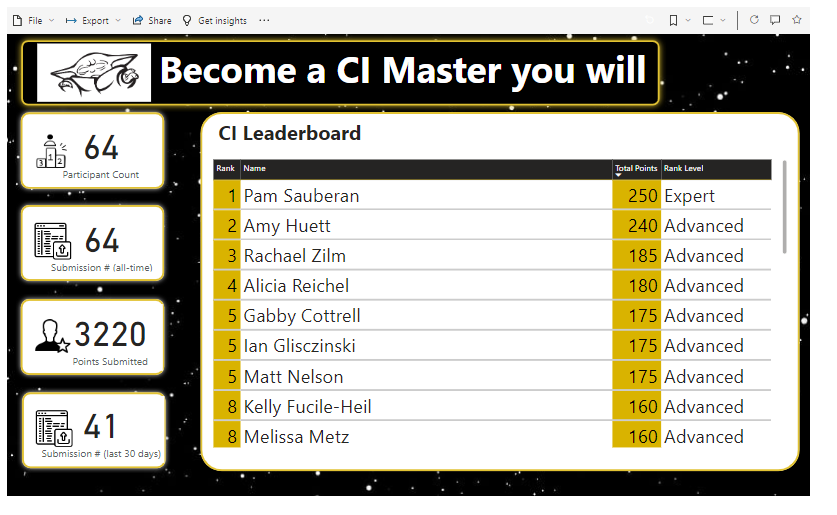 File Export Share Get insights ...
Become a CI Master you will
64
Participant Count
64
Submission # (all-time)
3220
Points Submitted
41
Submission # (last 30 days)
CI Leaderboard
Rank Name Total Points Rank Level
1 Pam Sauberan 250 Expert
2 Amy Huett 240 Advanced
3 Rachael Zilm 185 Advanced
4 Alicia Reichel 180 Advanced
5 Gabby Cottrell 175 Advanced
5 Ian Glisczinski 175 Advanced
5 Matt Nelson 175 Advanced
8 Kelly Fucile-Heil 160 Advanced
8 Melissa Metz 160 Advanced